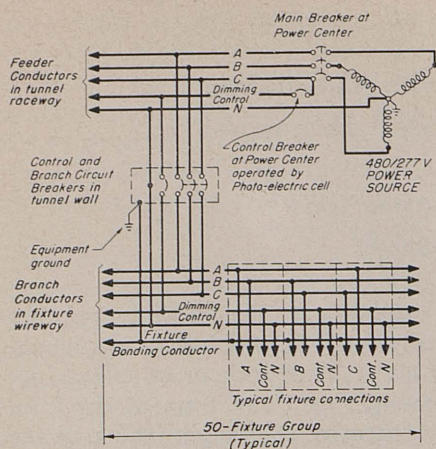 Main Breaker at
Power Center
Feeder
Conductors
in tunnel
raceway
A
B
C
Dimming
Control
N
Control and
Branch Circuit
Breakers in
tunnel wall
Control Breaker
at Power Center
operated by
Photo-electric cell
480/277V
POWER
SOURCE
Equipment
ground
Branch
Conductors
in fixture
wireway
A
B
C
Dimming
Control
N
Fixture
Bonding Conductor
A
Cont.
N
B
Cont.
N
C
Cont.
N
Typical fixture connections
50-Fixture Group
(Typical)